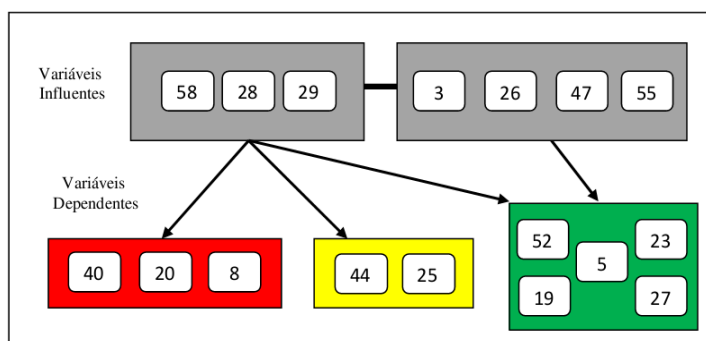 Variáveis
Influentes
58 28 29 3 26 47 55
Variáveis
Dependentes
40 20 8 44 25
52 23
5
19 27